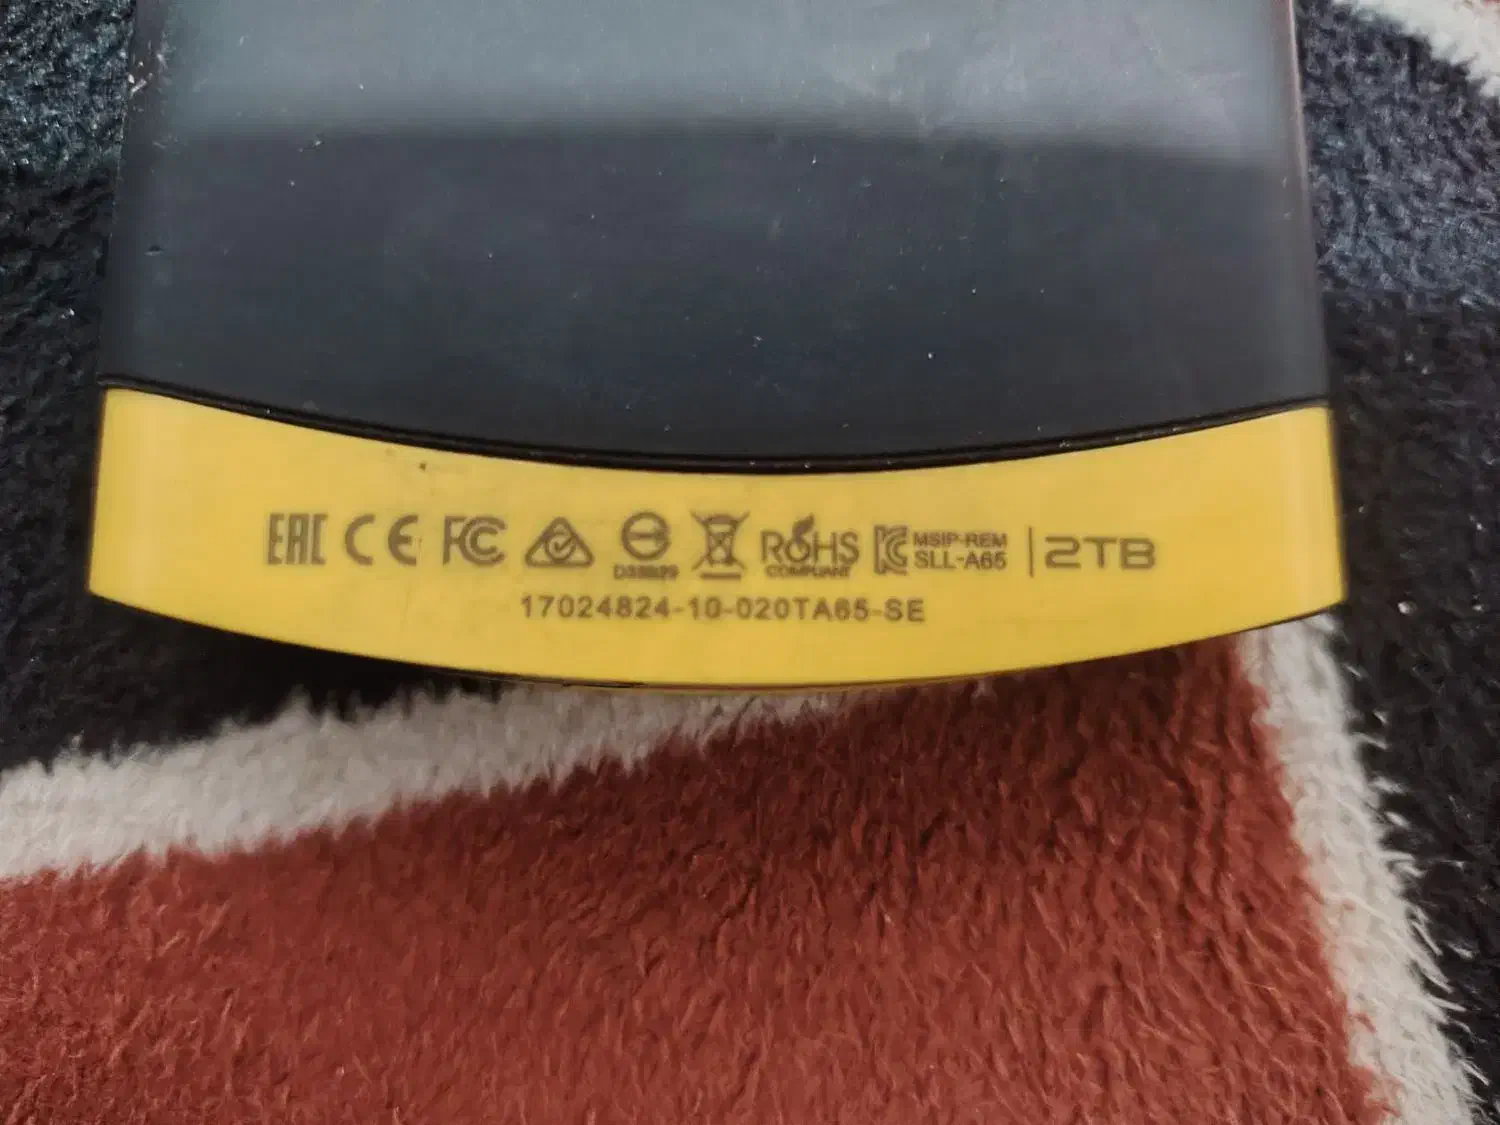 EAC CE FC RoHS COMPLIANT MSIP-REM SLL-A65 | 2TB
17024824-10-020TA65-SE